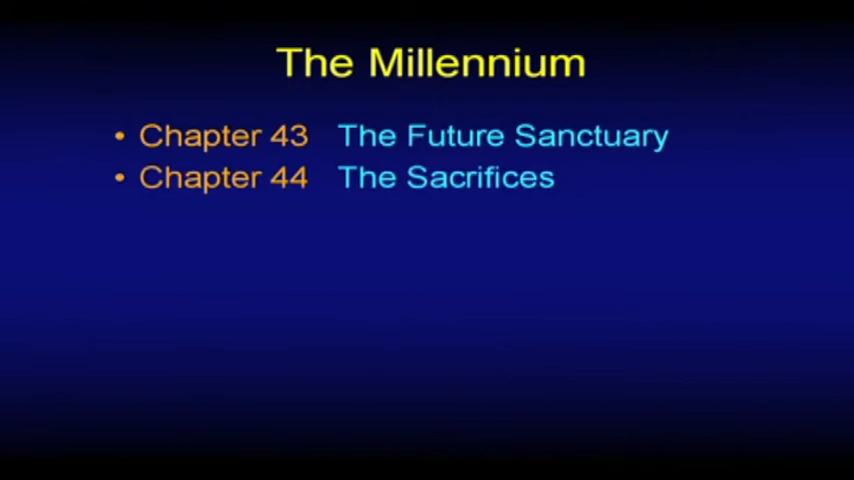 The Millennium
• Chapter 43 The Future Sanctuary
• Chapter 44 The Sacrifices